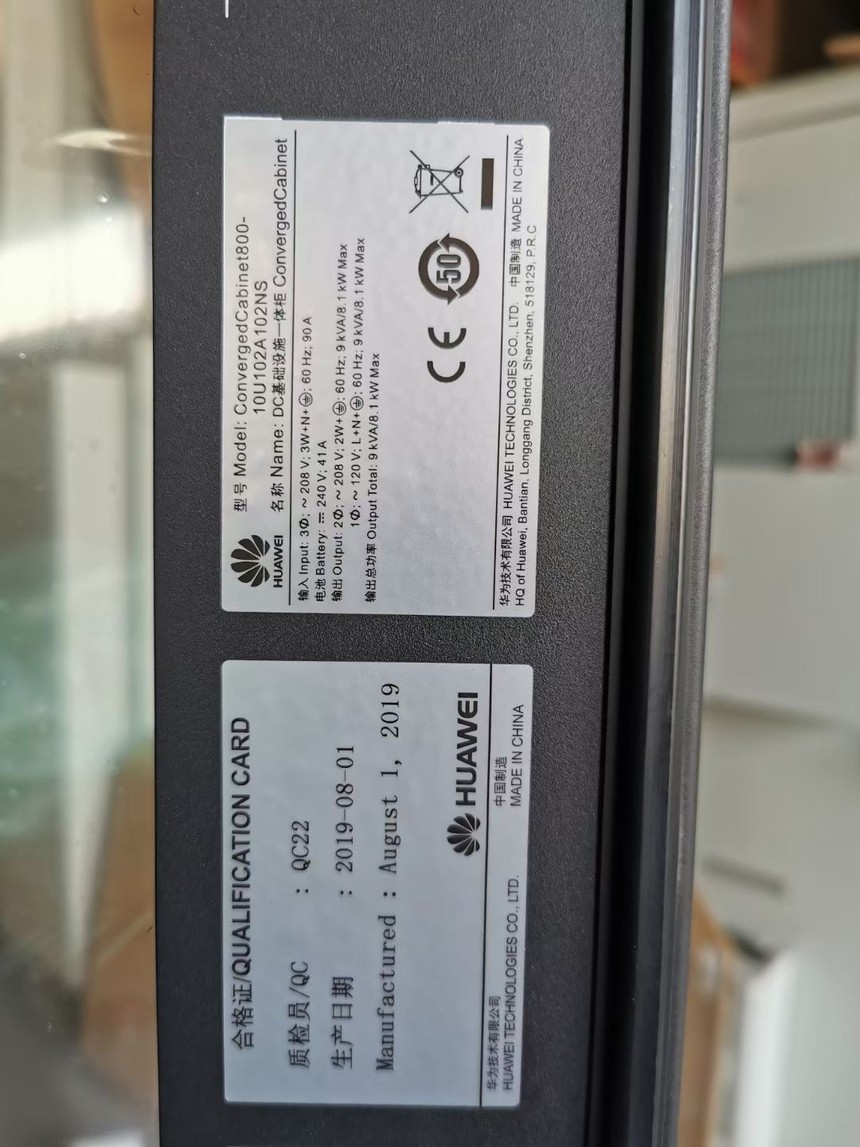 HUAWEI
型号 Model: ConvergedCabinet800-
10U102A102NS
名称 Name: DC基础设施一体柜 ConvergedCabinet
输入 Input: 3Φ; ~ 208 V; 3W+N+⏚; 60 Hz; 90 A
电池 Battery: ⎓ 240 V; 41 A
输出 Output: 2Φ; ~ 208 V; 2W+⏚; 60 Hz; 9 kVA/8.1 kW Max
1Φ; ~ 120 V; L+N+⏚; 60 Hz; 9 kVA/8.1 kW Max
输出总功率 Output Total: 9 kVA/8.1 kW Max
CE 50
华为技术有限公司 HUAWEI TECHNOLOGIES CO., LTD. 中国制造 MADE IN CHINA
HQ of Huawei, Bantian, Longgang District, Shenzhen, 518129, P.R.C
合格证/QUALIFICATION CARD
质检员/QC : QC22
生产日期 : 2019-08-01
Manufactured : August 1, 2019
HUAWEI
华为技术有限公司 中国制造
HUAWEI TECHNOLOGIES CO., LTD. MADE IN CHINA